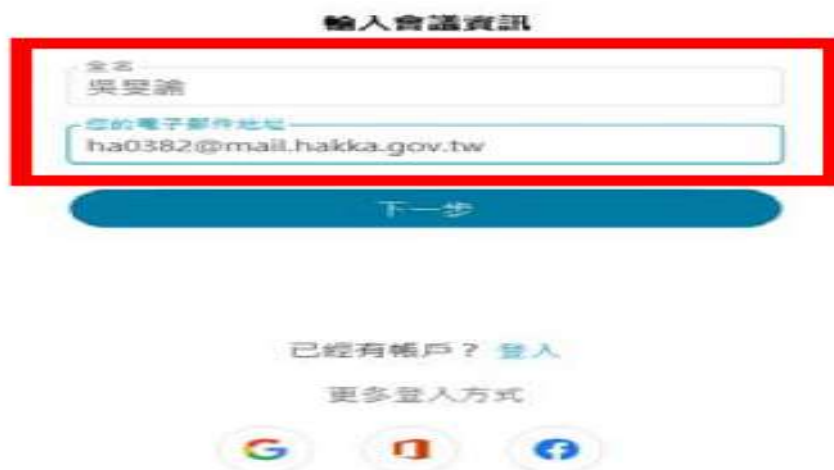 輸入會議資訊
全名
吳燮諭
您的電子郵件地址
ha0382@mail.hakka.gov.tw
下一步
已經有帳戶？ 登入
更多登入方式